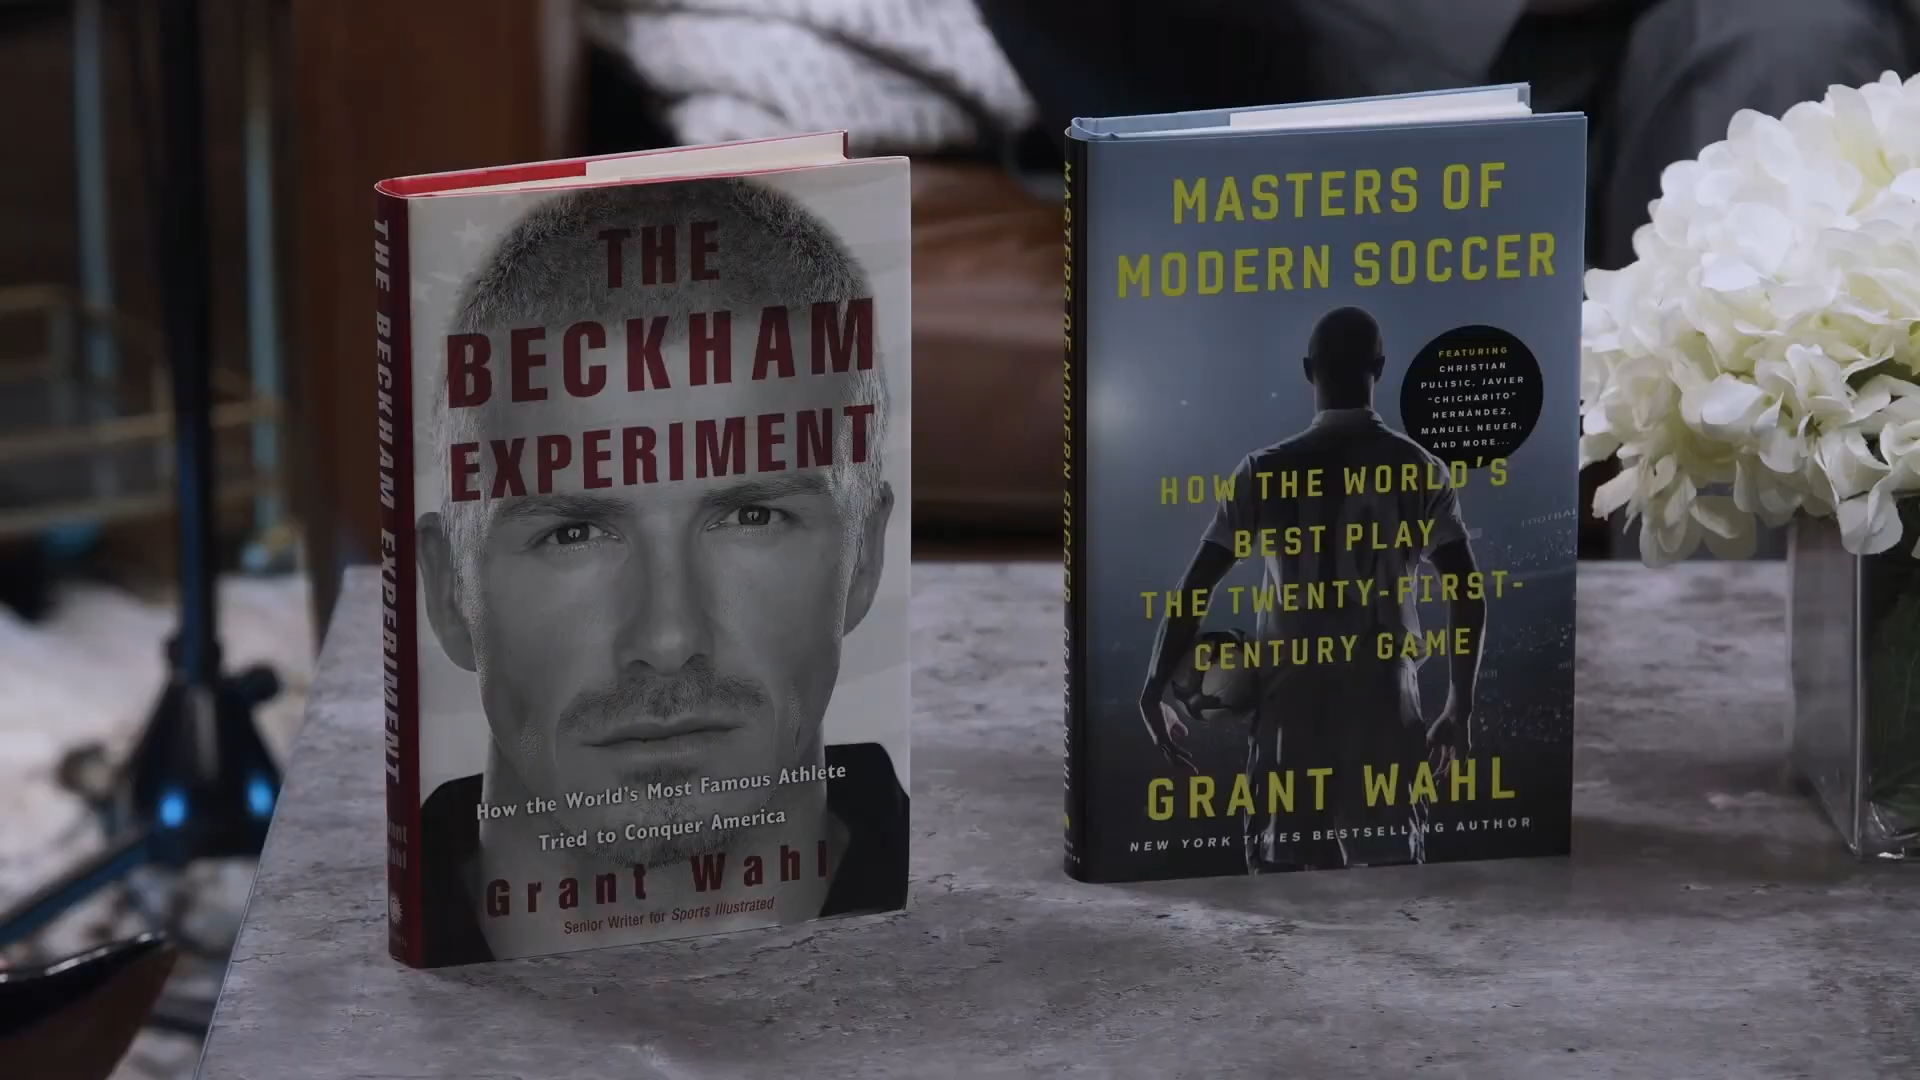 THE BECKHAM EXPERIMENT
THE
BECKHAM
EXPERIMENT
How the World's Most Famous Athlete
Tried to Conquer America
Grant Wahl
Senior Writer for Sports Illustrated
MASTERS OF MODERN SOCCER GRANT WAHL
MASTERS OF
MODERN SOCCER
FEATURING
CHRISTIAN
PULISIC, JAVIER
"CHICHARITO"
HERNÁNDEZ,
MANUEL NEUER,
AND MORE...
HOW THE WORLD'S
BEST PLAY
THE TWENTY-FIRST-
CENTURY GAME
GRANT WAHL
NEW YORK TIMES BESTSELLING AUTHOR